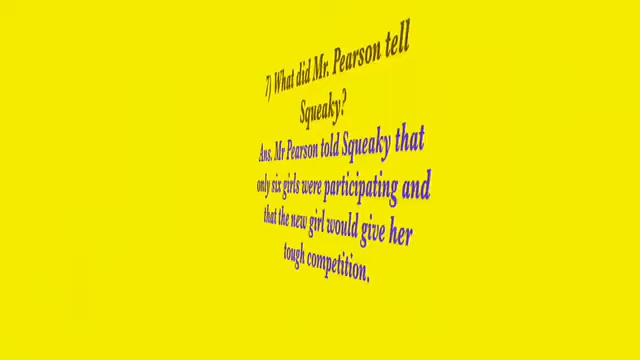 7) What did Mr. Pearson tell
Squeaky?
Ans. Mr Pearson told Squeaky that
only six girls were participating and
that the new girl would give her
tough competition.